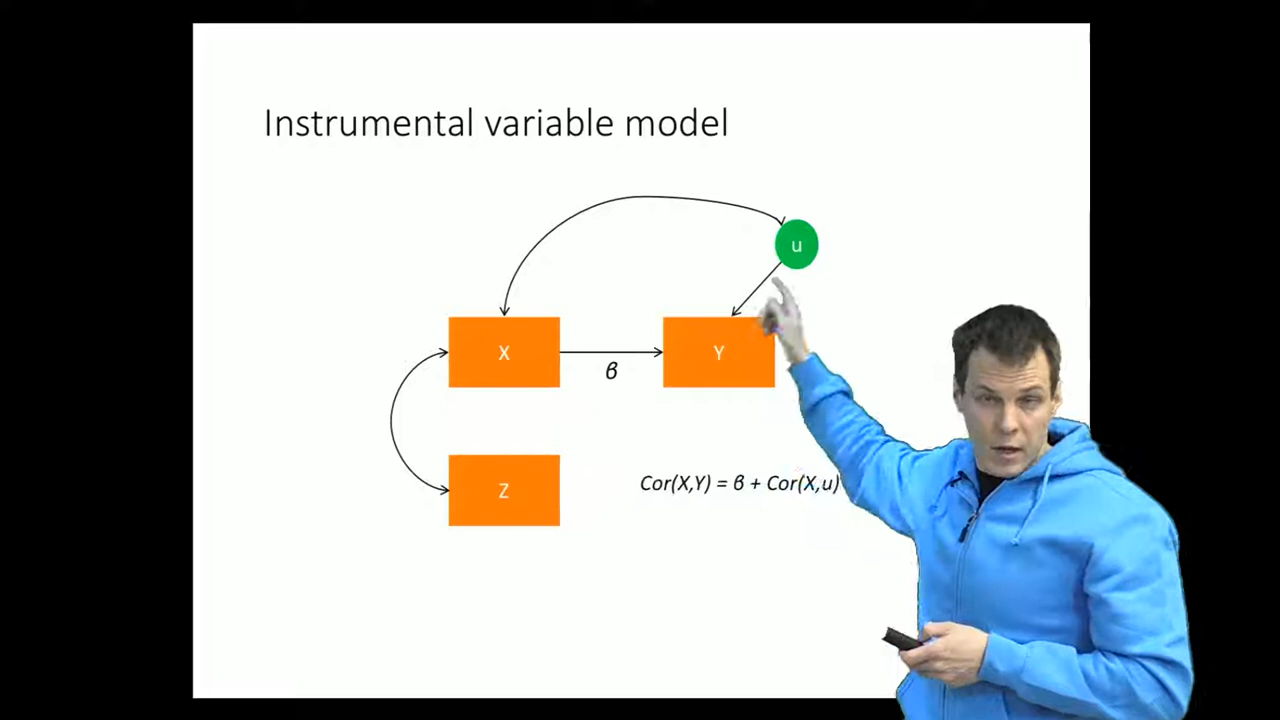 Instrumental variable model
u
X
Y
β
Z
Cor(X,Y) = β + Cor(X,u)